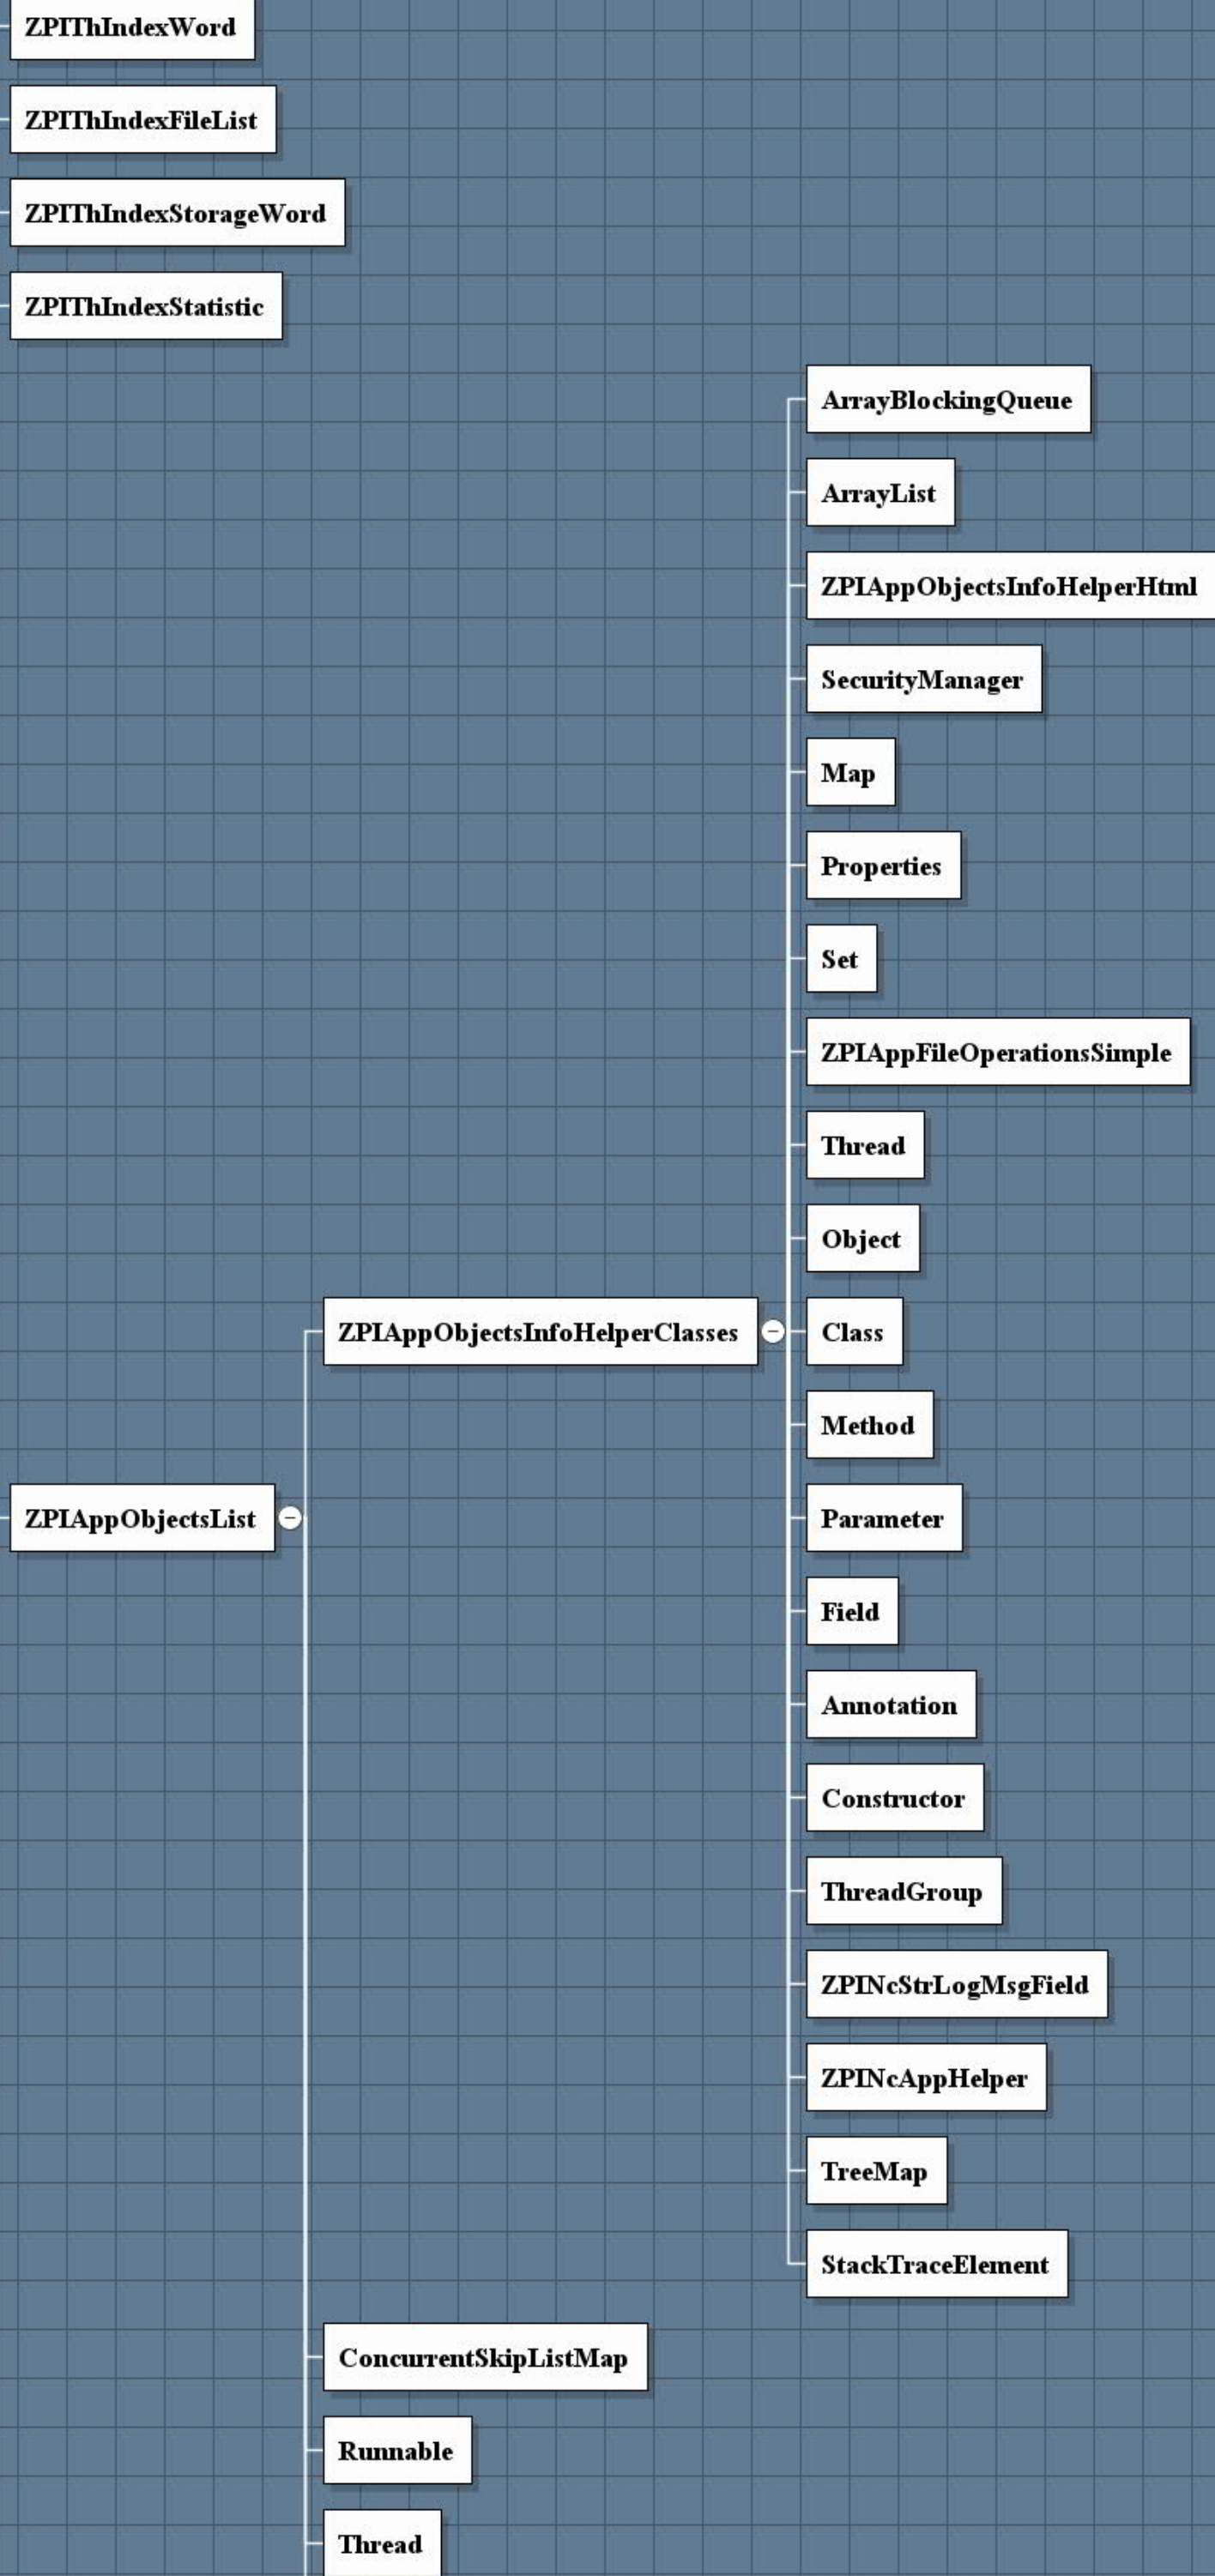 ZPIThIndexWord
ZPIThIndexFileList
ZPIThIndexStorageWord
ZPIThIndexStatistic
ArrayBlockingQueue
ArrayList
ZPIAppObjectsInfoHelperHtml
SecurityManager
Map
Properties
Set
ZPIAppFileOperationsSimple
Thread
Object
ZPIAppObjectsInfoHelperClasses
Class
Method
ZPIAppObjectsList
Parameter
Field
Annotation
Constructor
ThreadGroup
ZPINcStrLogMsgField
ZPINcAppHelper
TreeMap
StackTraceElement
ConcurrentSkipListMap
Runnable
Thread